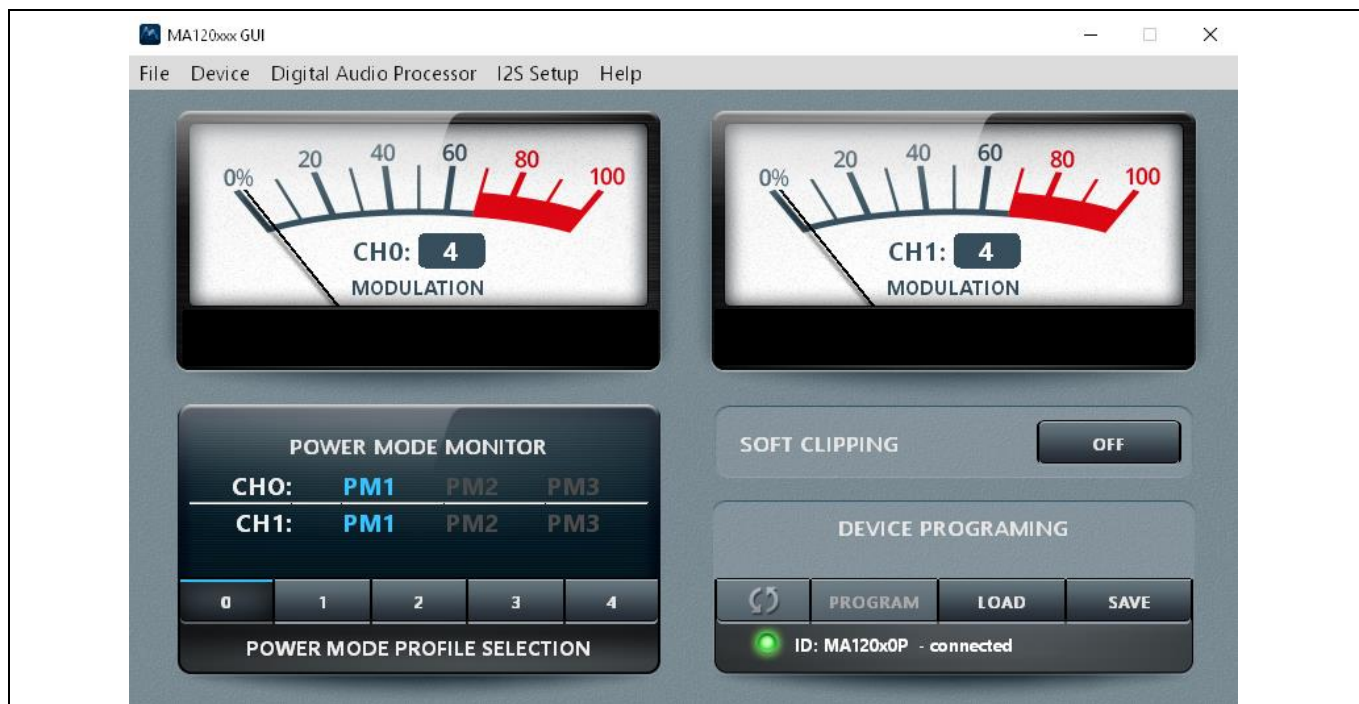 MA120xxx GUI
File Device Digital Audio Processor I2S Setup Help
0% 20 40 60 80 100
CH0: 4
MODULATION
0% 20 40 60 80 100
CH1: 4
MODULATION
POWER MODE MONITOR
CH0: PM1 PM2 PM3
CH1: PM1 PM2 PM3
0 1 2 3 4
POWER MODE PROFILE SELECTION
SOFT CLIPPING OFF
DEVICE PROGRAMING
PROGRAM LOAD SAVE
ID: MA120x0P - connected